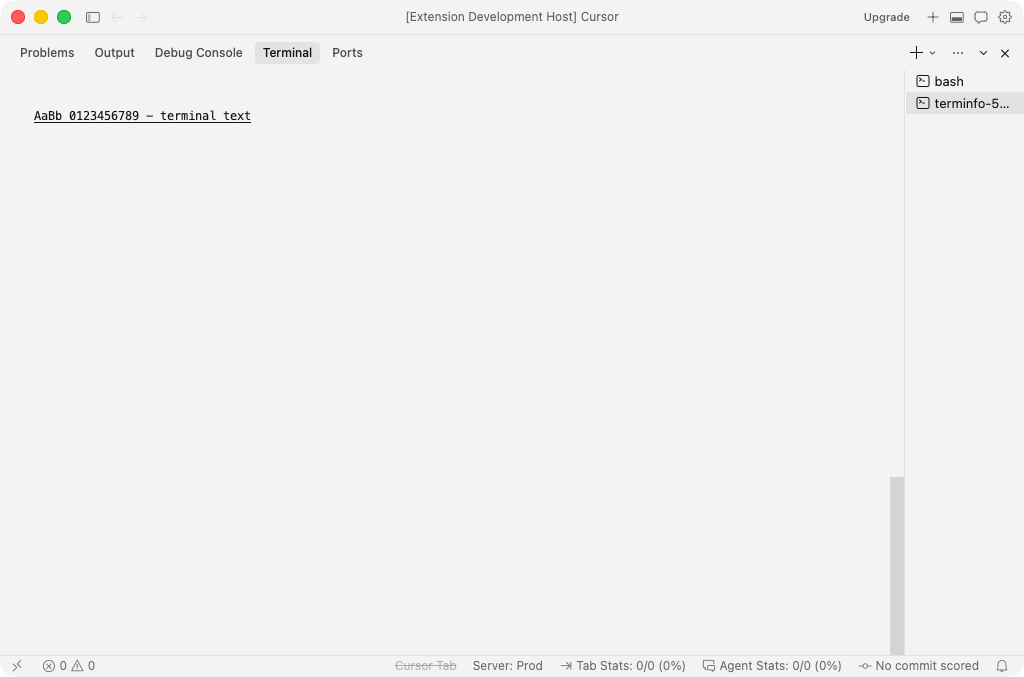 [Extension Development Host] Cursor
Upgrade
Problems Output Debug Console Terminal Ports
bash
terminfo-5...
AaBb 0123456789 — terminal text
0 0 Cursor Tab Server: Prod Tab Stats: 0/0 (0%) Agent Stats: 0/0 (0%) No commit scored